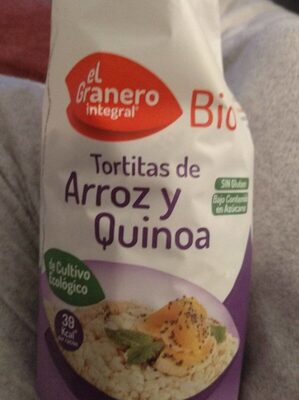 el
Granero
integral®
Bio
Tortitas de
Arroz y
Quinoa
SIN Gluten
Bajo Contenido
en Azúcares
de Cultivo
Ecológico
38
Kcal